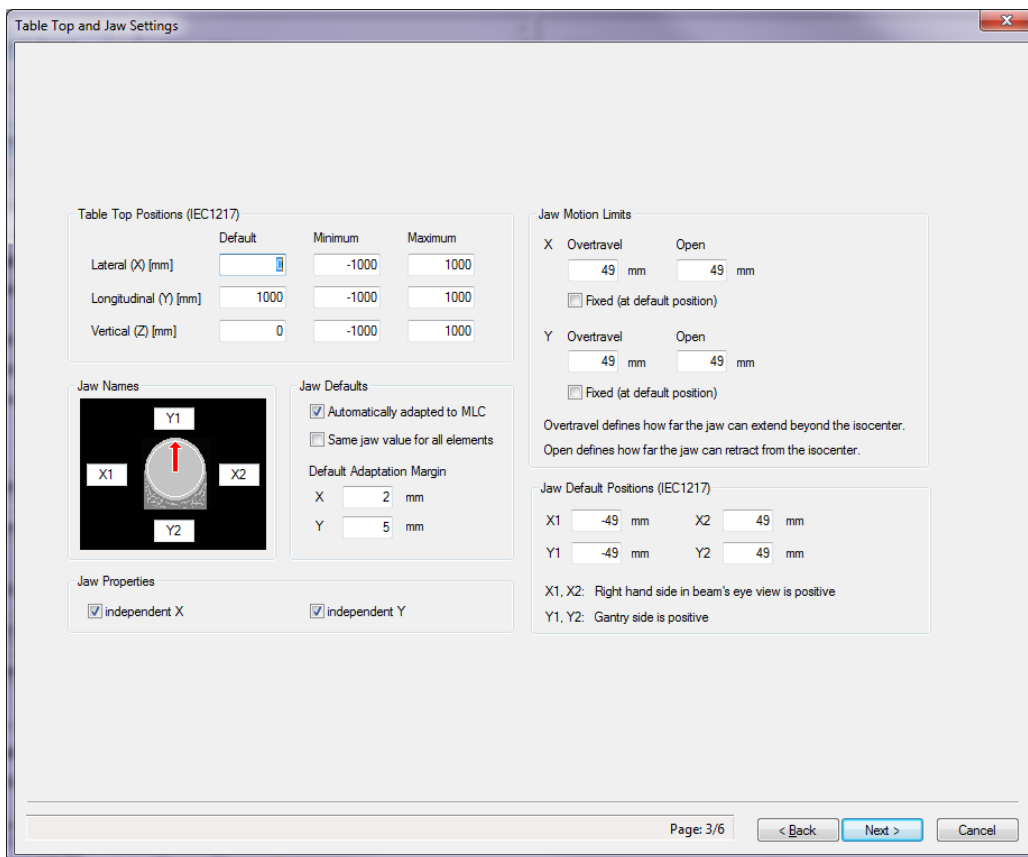 Table Top and Jaw Settings
Table Top Positions (IEC1217)
Default Minimum Maximum
Lateral (X) [mm] 0 -1000 1000
Longitudinal (Y) [mm] 1000 -1000 1000
Vertical (Z) [mm] 0 -1000 1000
Jaw Names
Y1
X1 X2
Y2
Jaw Defaults
Automatically adapted to MLC
Same jaw value for all elements
Default Adaptation Margin
X 2 mm
Y 5 mm
Jaw Properties
independent X independent Y
Jaw Motion Limits
X Overtravel Open
49 mm 49 mm
Fixed (at default position)
Y Overtravel Open
49 mm 49 mm
Fixed (at default position)
Overtravel defines how far the jaw can extend beyond the isocenter.
Open defines how far the jaw can retract from the isocenter.
Jaw Default Positions (IEC1217)
X1 -49 mm X2 49 mm
Y1 -49 mm Y2 49 mm
X1, X2: Right hand side in beam's eye view is positive
Y1, Y2: Gantry side is positive
Page: 3/6 < Back Next > Cancel